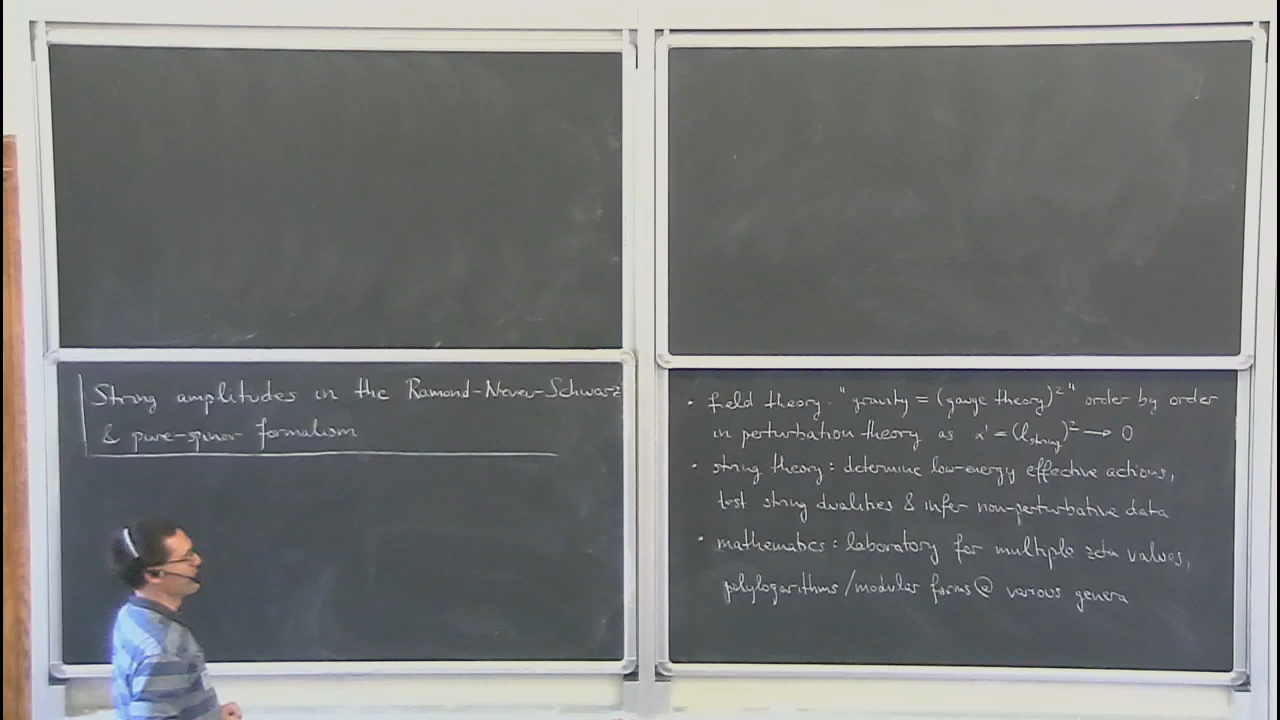 String amplitudes in the Ramond-Neveu-Schwarz
& pure-spinor formalism
• field theory: "gravity = (gauge theory)²" order by order
in perturbation theory as α' = (l_string)² → 0
• string theory: determine low-energy effective actions,
test string dualities & infer non-perturbative data
• mathematics: laboratory for multiple zeta values,
polylogarithms/modular forms @ various genera